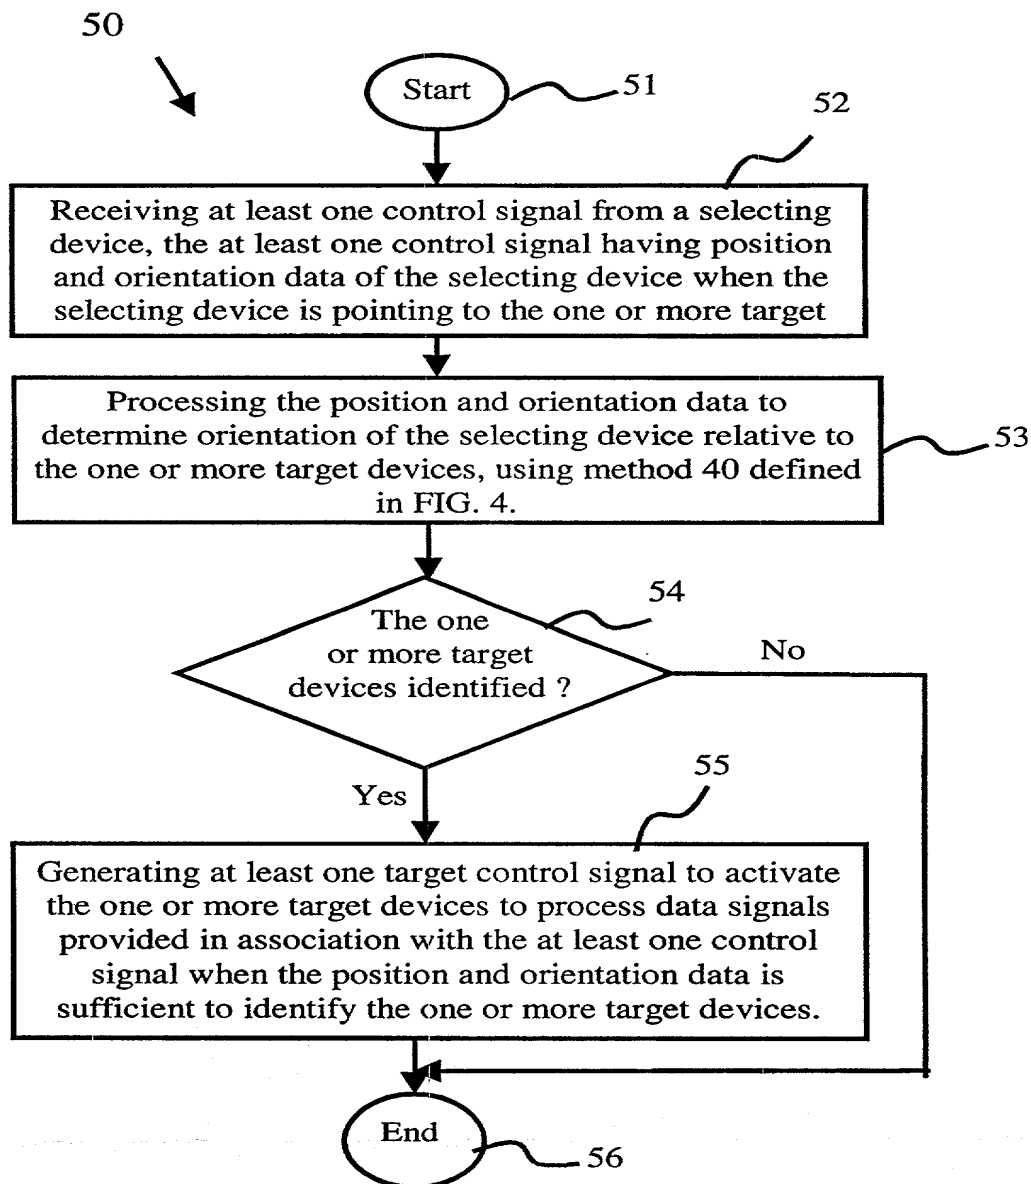 50
Start
51
52
Receiving at least one control signal from a selecting
device, the at least one control signal having position
and orientation data of the selecting device when the
selecting device is pointing to the one or more target
Processing the position and orientation data to
determine orientation of the selecting device relative to
the one or more target devices, using method 40 defined
in FIG. 4.
53
54
The one
or more target
devices identified ?
No
Yes
55
Generating at least one target control signal to activate
the one or more target devices to process data signals
provided in association with the at least one control
signal when the position and orientation data is
sufficient to identify the one or more target devices.
End
56